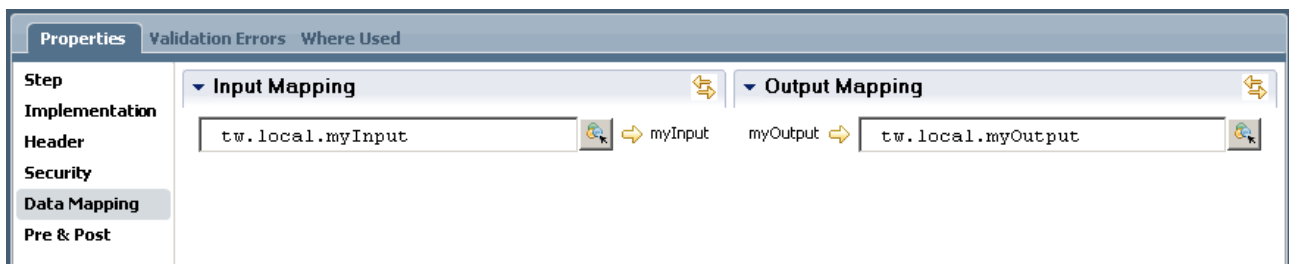 Properties Validation Errors Where Used
Step
Implementation
Header
Security
Data Mapping
Pre & Post
Input Mapping
tw.local.myInput myInput
Output Mapping
myOutput tw.local.myOutput